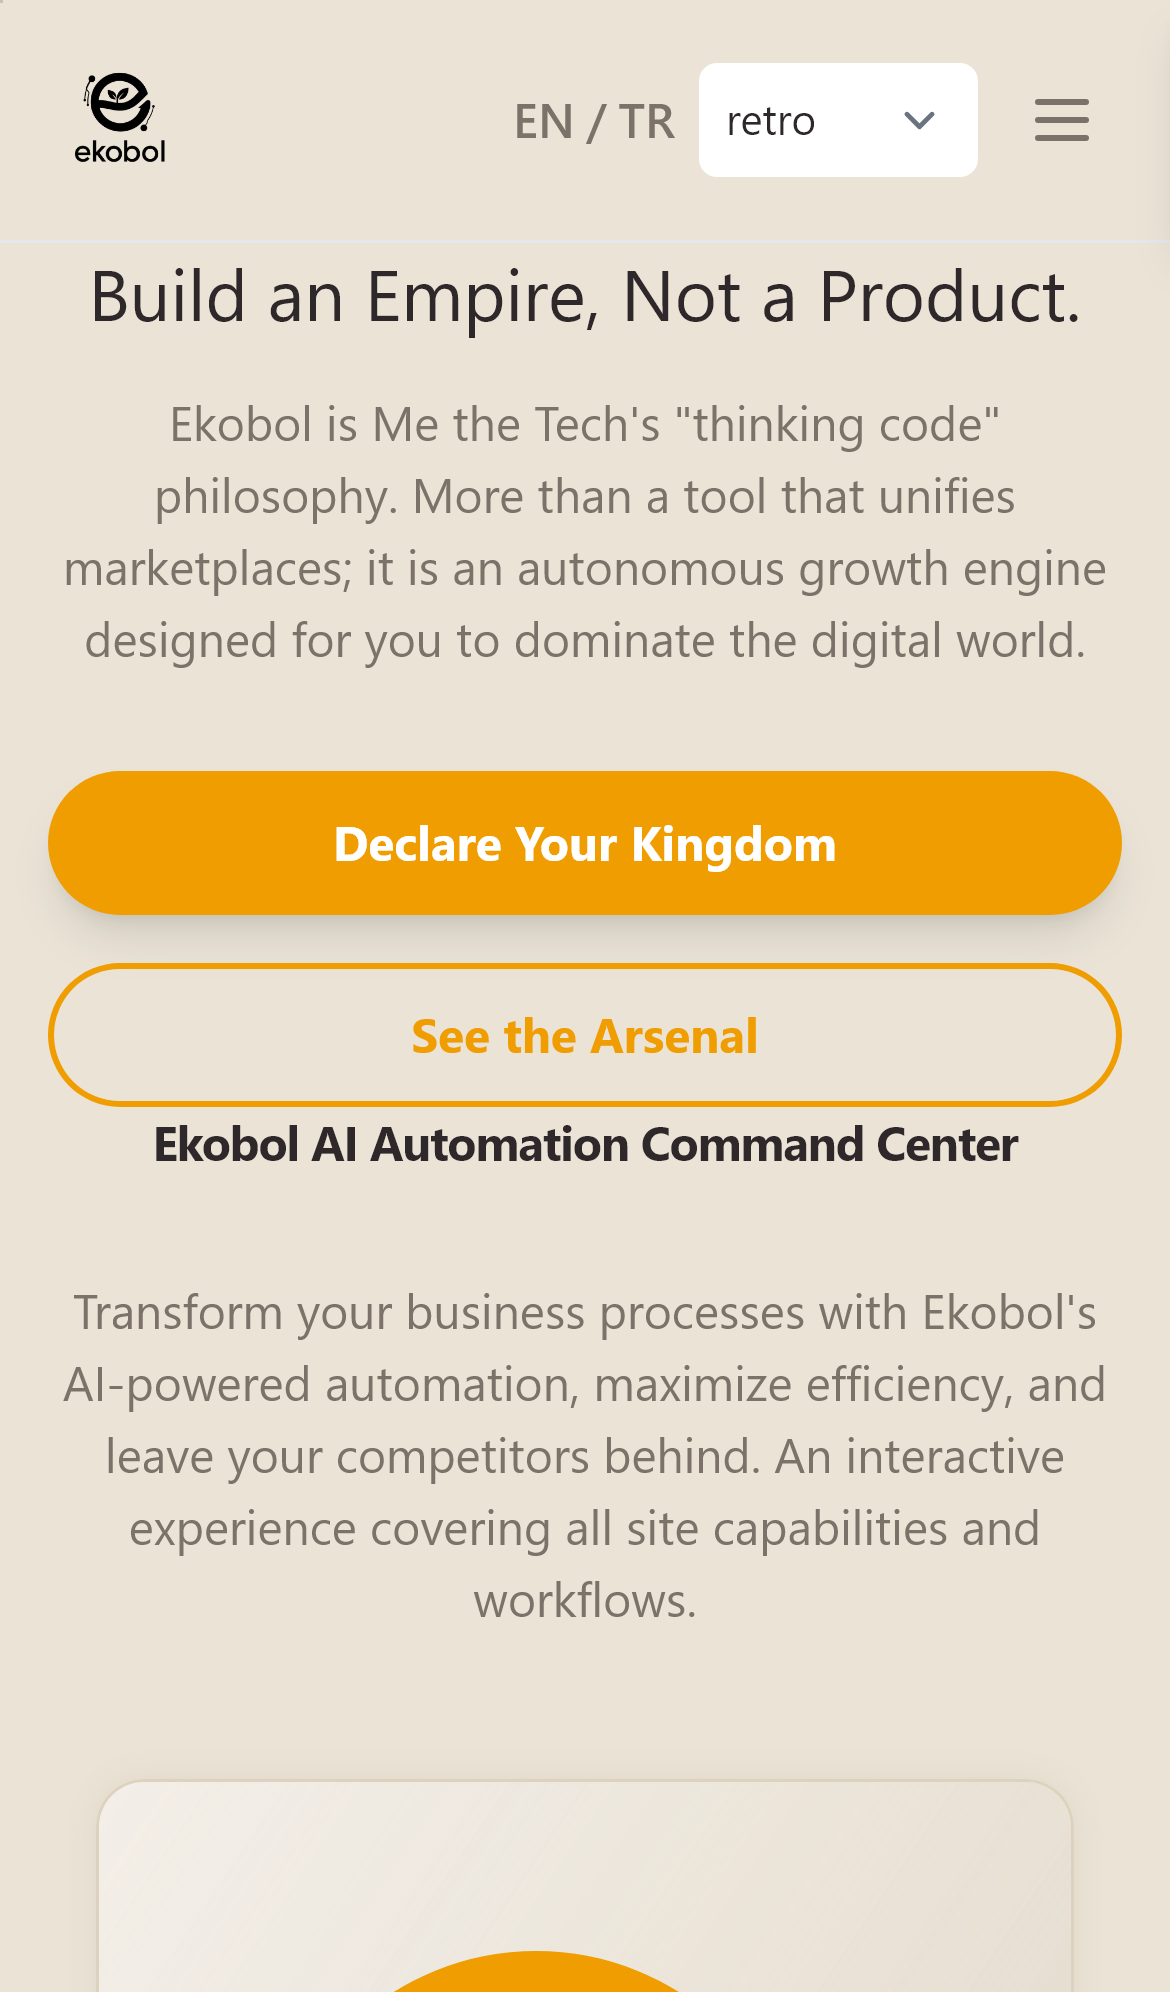 ekobol
EN / TR
retro
Build an Empire, Not a Product.
Ekobol is Me the Tech's "thinking code"
philosophy. More than a tool that unifies
marketplaces; it is an autonomous growth engine
designed for you to dominate the digital world.
Declare Your Kingdom
See the Arsenal
Ekobol AI Automation Command Center
Transform your business processes with Ekobol's
AI-powered automation, maximize efficiency, and
leave your competitors behind. An interactive
experience covering all site capabilities and
workflows.